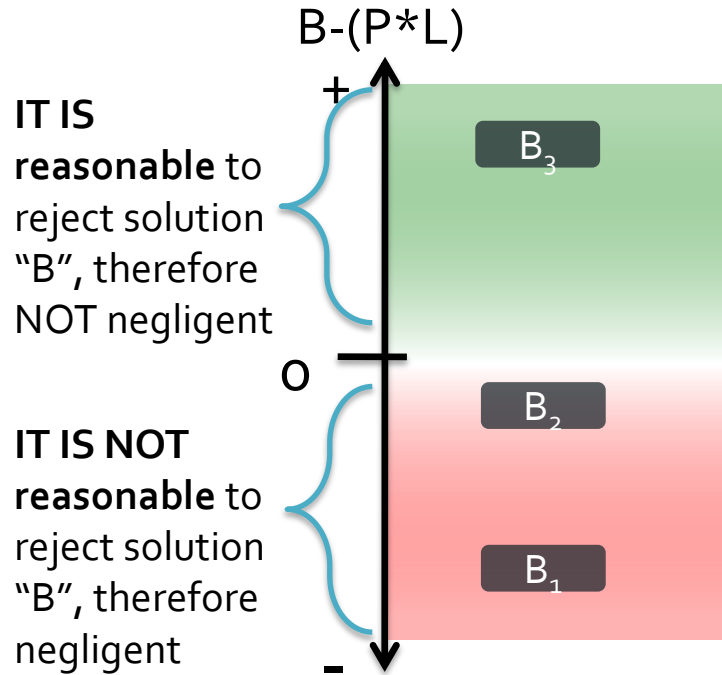 B-(P*L)
+
IT IS
reasonable to
reject solution
“B”, therefore
NOT negligent
B₃
0
B₂
IT IS NOT
reasonable to
reject solution
“B”, therefore
negligent
B₁
-